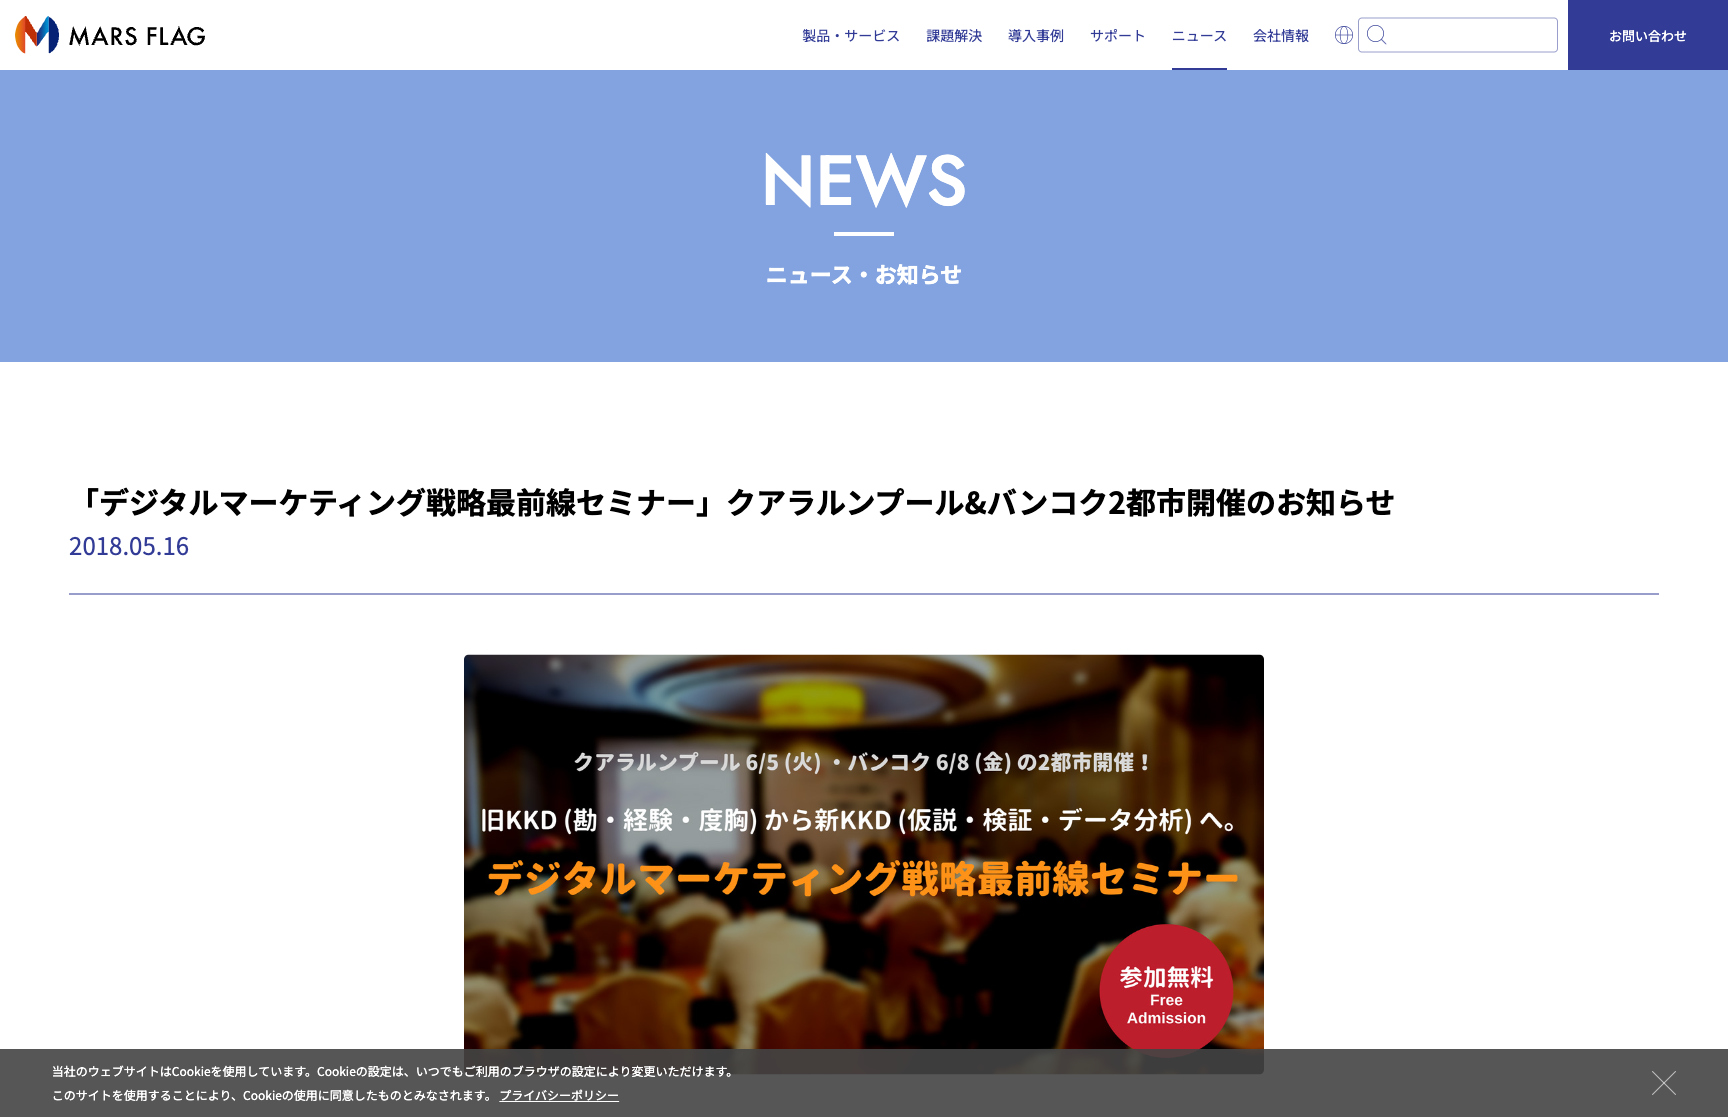 MARS FLAG
製品・サービス 課題解決 導入事例 サポート ニュース 会社情報 お問い合わせ
NEWS
ニュース・お知らせ
「デジタルマーケティング戦略最前線セミナー」クアラルンプール&バンコク2都市開催のお知らせ
2018.05.16
クアラルンプール 6/5 (火) ・バンコク 6/8 (金) の2都市開催！
旧KKD (勘・経験・度胸) から新KKD (仮説・検証・データ分析) へ。
デジタルマーケティング戦略最前線セミナー
参加無料
Free
Admission
当社のウェブサイトはCookieを使用しています。Cookieの設定は、いつでもご利用のブラウザの設定により変更いただけます。
このサイトを使用することにより、Cookieの使用に同意したものとみなされます。 プライバシーポリシー